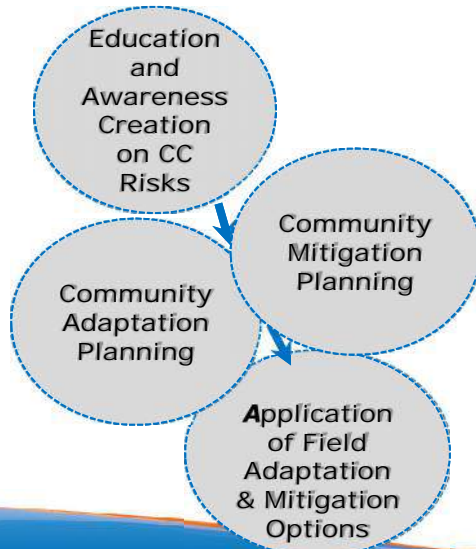 Education
and
Awareness
Creation
on CC
Risks
Community
Mitigation
Planning
Community
Adaptation
Planning
Application
of Field
Adaptation
& Mitigation
Options